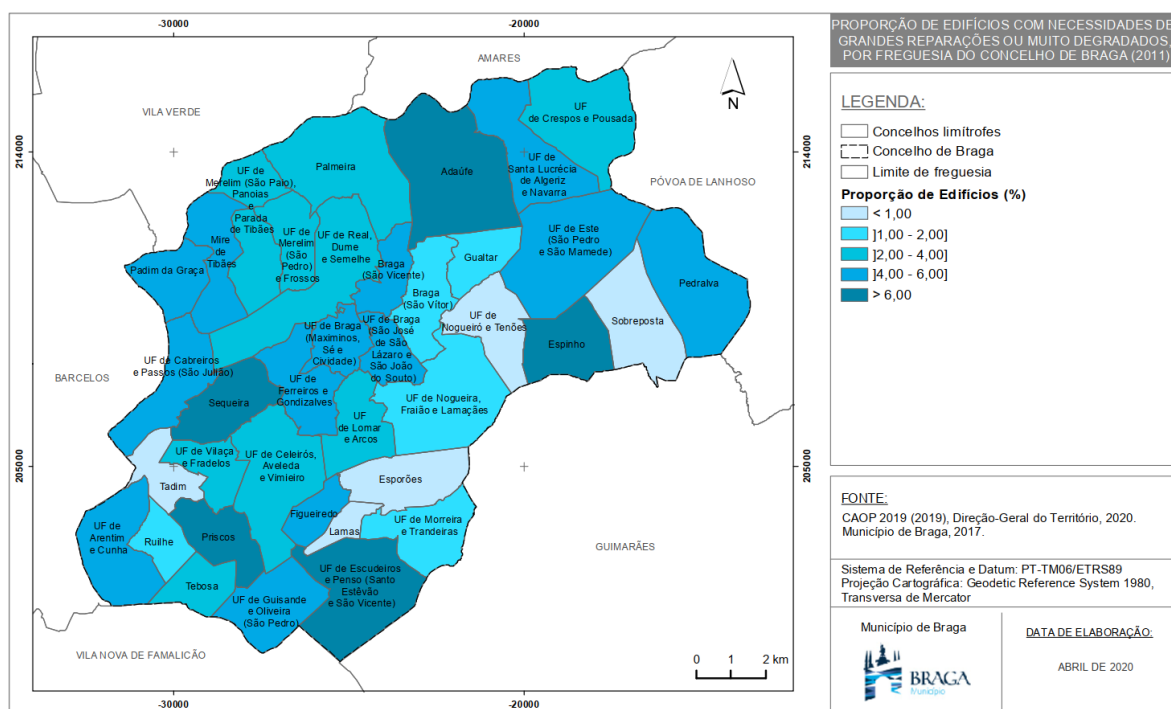 -30000
-20000
PROPORÇÃO DE EDIFÍCIOS COM NECESSIDADES DE
GRANDES REPARAÇÕES OU MUITO DEGRADADOS,
POR FREGUESIA DO CONCELHO DE BRAGA (2011)
LEGENDA:
Concelhos limítrofes
Concelho de Braga
Limite de freguesia
Proporção de Edifícios (%)
< 1,00
]1,00 - 2,00]
]2,00 - 4,00]
]4,00 - 6,00]
> 6,00
FONTE:
CAOP 2019 (2019), Direção-Geral do Território, 2020.
Município de Braga, 2017.
Sistema de Referência e Datum: PT-TM06/ETRS89
Projeção Cartográfica: Geodetic Reference System 1980,
Transversa de Mercator
Município de Braga
BRAGA
Município
DATA DE ELABORAÇÃO:
ABRIL DE 2020
AMARES
VILA VERDE
PÓVOA DE LANHOSO
BARCELOS
GUIMARÃES
VILA NOVA DE FAMALICÃO
N
214000
214000
205000
205000
UF
de Crespos e Pousada
Palmeira
Adaúfe
UF de
Santa Lucrécia
de Algeriz
e Navarra
UF de
Merelim (São Paio),
Panoias
e
Parada
de Tibães
Mire
de
Tibães
UF de
Merelim
(São
Pedro)
e Frossos
UF de Real,
Dume
e Semelhe
Padim da Graça
Braga
(São Vicente)
Gualtar
UF de Este
(São Pedro
e São Mamede)
Pedralva
Braga
(São Vítor)
UF de
Nogueiró e Tenões
Sobreposta
Espinho
UF de Braga
(Maximinos,
Sé e
Cividade)
UF de Braga
(São José
de São
Lázaro e
São João
do Souto)
UF de Cabreiros
e Passos (São Julião)
Sequeira
UF de
Ferreiros e
Gondizalves
UF de Nogueira,
Fraião e Lamaçães
UF
de Lomar
e Arcos
UF de Vilaça
e Fradelos
UF de Celeirós,
Aveleda
e Vimieiro
Tadim
Esporões
Figueiredo
Lamas
UF de Morreira
e Trandeiras
UF de
Arentim
e Cunha
Ruilhe
Priscos
Tebosa
UF de Escudeiros
e Penso (Santo
Estêvão
e São Vicente)
UF de Guisande
e Oliveira
(São Pedro)
0 1 2 km
-30000
-20000